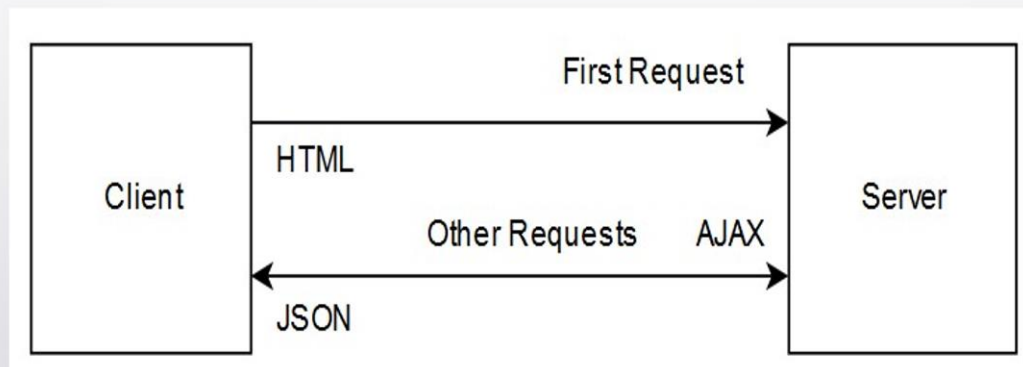 First Request
HTML
Client
Server
Other Requests AJAX
JSON